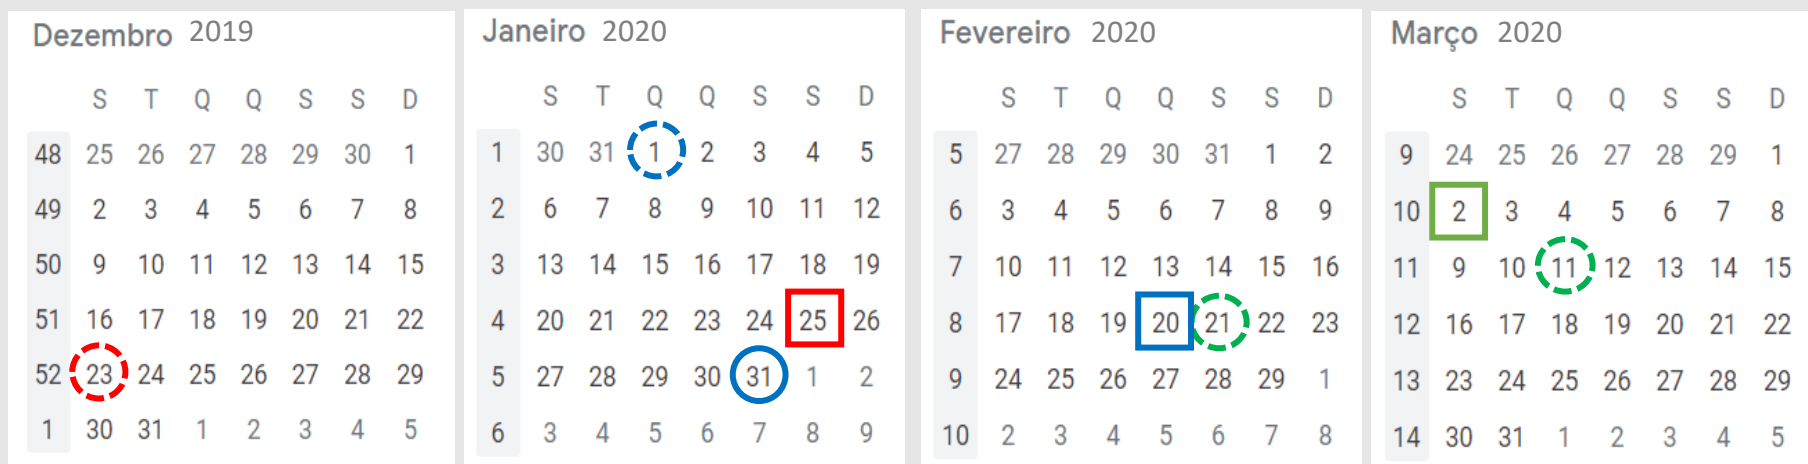 Dezembro 2019
S T Q Q S S D
48 25 26 27 28 29 30 1
49 2 3 4 5 6 7 8
50 9 10 11 12 13 14 15
51 16 17 18 19 20 21 22
52 23 24 25 26 27 28 29
1 30 31 1 2 3 4 5
Janeiro 2020
S T Q Q S S D
1 30 31 1 2 3 4 5
2 6 7 8 9 10 11 12
3 13 14 15 16 17 18 19
4 20 21 22 23 24 25 26
5 27 28 29 30 31 1 2
6 3 4 5 6 7 8 9
Fevereiro 2020
S T Q Q S S D
5 27 28 29 30 31 1 2
6 3 4 5 6 7 8 9
7 10 11 12 13 14 15 16
8 17 18 19 20 21 22 23
9 24 25 26 27 28 29 1
10 2 3 4 5 6 7 8
Março 2020
S T Q Q S S D
9 24 25 26 27 28 29 1
10 2 3 4 5 6 7 8
11 9 10 11 12 13 14 15
12 16 17 18 19 20 21 22
13 23 24 25 26 27 28 29
14 30 31 1 2 3 4 5